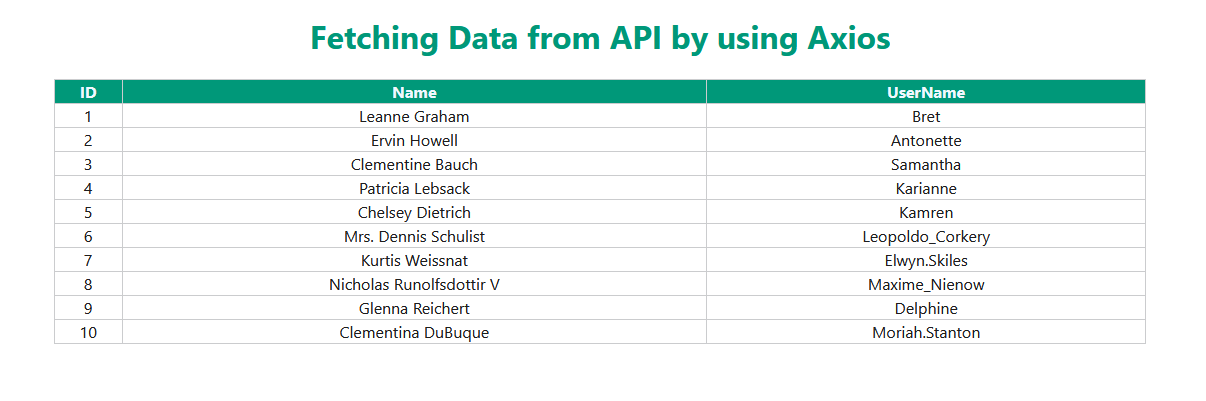 Fetching Data from API by using Axios
ID Name UserName
1 Leanne Graham Bret
2 Ervin Howell Antonette
3 Clementine Bauch Samantha
4 Patricia Lebsack Karianne
5 Chelsey Dietrich Kamren
6 Mrs. Dennis Schulist Leopoldo_Corkery
7 Kurtis Weissnat Elwyn.Skiles
8 Nicholas Runolfsdottir V Maxime_Nienow
9 Glenna Reichert Delphine
10 Clementina DuBuque Moriah.Stanton